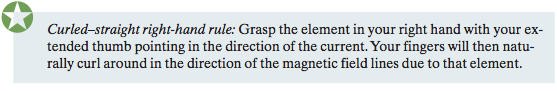 Curled–straight right-hand rule: Grasp the element in your right hand with your ex-
tended thumb pointing in the direction of the current. Your fingers will then natu-
rally curl around in the direction of the magnetic field lines due to that element.